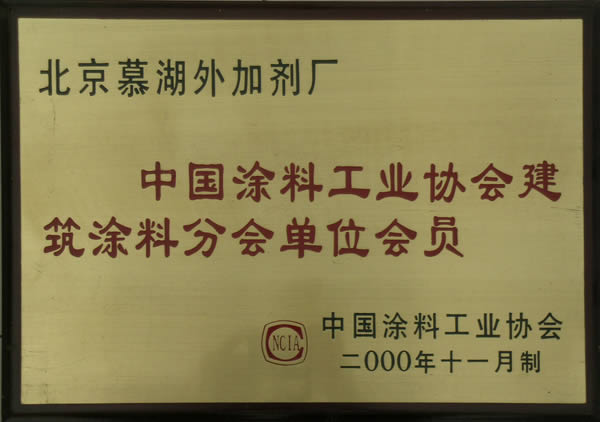 北京慕湖外加剂厂
中国涂料工业协会建
筑涂料分会单位会员
NCIA
中国涂料工业协会
二000年十一月制